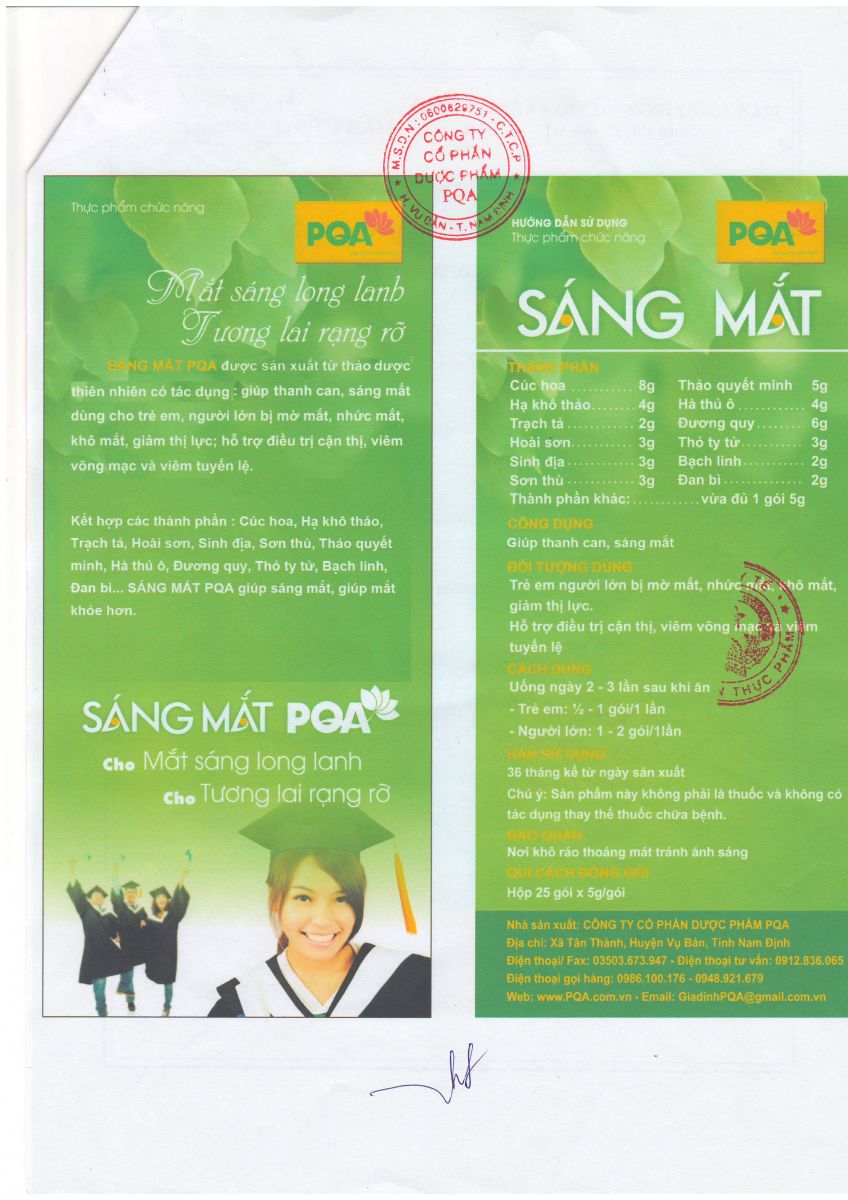 M.S.D.N: 0600829751 - C.T.C.P
CÔNG TY
CỔ PHẦN
DƯỢC PHẨM
PQA
H. VỤ BẢN - T. NAM ĐỊNH
Thực phẩm chức năng
PQA
Mắt sáng long lanh
Tương lai rạng rỡ
SÁNG MẮT PQA được sản xuất từ thảo dược
thiên nhiên có tác dụng : giúp thanh can, sáng mắt
dùng cho trẻ em, người lớn bị mờ mắt, nhức mắt,
khô mắt, giảm thị lực; hỗ trợ điều trị cận thị, viêm
võng mạc và viêm tuyến lệ.
Kết hợp các thành phần : Cúc hoa, Hạ khô thảo,
Trạch tả, Hoài sơn, Sinh địa, Sơn thù, Thảo quyết
minh, Hà thủ ô, Đương quy, Thỏ ty tử, Bạch linh,
Đan bì... SÁNG MẮT PQA giúp sáng mắt, giúp mắt
khỏe hơn.
SÁNG MẮT PQA
Cho Mắt sáng long lanh
Cho Tương lai rạng rỡ
HƯỚNG DẪN SỬ DỤNG
Thực phẩm chức năng
PQA
SÁNG MẮT
THÀNH PHẦN
Cúc hoa ........... 8g Thảo quyết minh 5g
Hạ khô thảo........ 4g Hà thủ ô ............ 4g
Trạch tả ............ 2g Đương quy........ 6g
Hoài sơn........... 3g Thỏ ty tử........... 3g
Sinh địa ............ 3g Bạch linh........... 2g
Sơn thù ............ 3g Đan bì .............. 2g
Thành phần khác: ............vừa đủ 1 gói 5g
CÔNG DỤNG
Giúp thanh can, sáng mắt
ĐỐI TƯỢNG DÙNG
Trẻ em người lớn bị mờ mắt, nhức mắt, khô mắt,
giảm thị lực.
Hỗ trợ điều trị cận thị, viêm võng mạc và viêm
tuyến lệ
THỰC PHẨM
CÁCH DÙNG
Uống ngày 2 - 3 lần sau khi ăn
- Trẻ em: ½ - 1 gói/1 lần
- Người lớn: 1 - 2 gói/1lần
HẠN SỬ DỤNG
36 tháng kể từ ngày sản xuất
Chú ý: Sản phẩm này không phải là thuốc và không có
tác dụng thay thế thuốc chữa bệnh.
BẢO QUẢN
Nơi khô ráo thoáng mát tránh ánh sáng
QUI CÁCH ĐÓNG GÓI
Hộp 25 gói x 5g/gói
Nhà sản xuất: CÔNG TY CỔ PHẦN DƯỢC PHẨM PQA
Địa chỉ: Xã Tân Thành, Huyện Vụ Bản, Tỉnh Nam Định
Điện thoại/ Fax: 03503.673.947 - Điện thoại tư vấn: 0912.836.065
Điện thoại gọi hàng: 0986.100.176 - 0948.921.679
Web: www.PQA.com.vn - Email: GiadinhPQA@gmail.com.vn